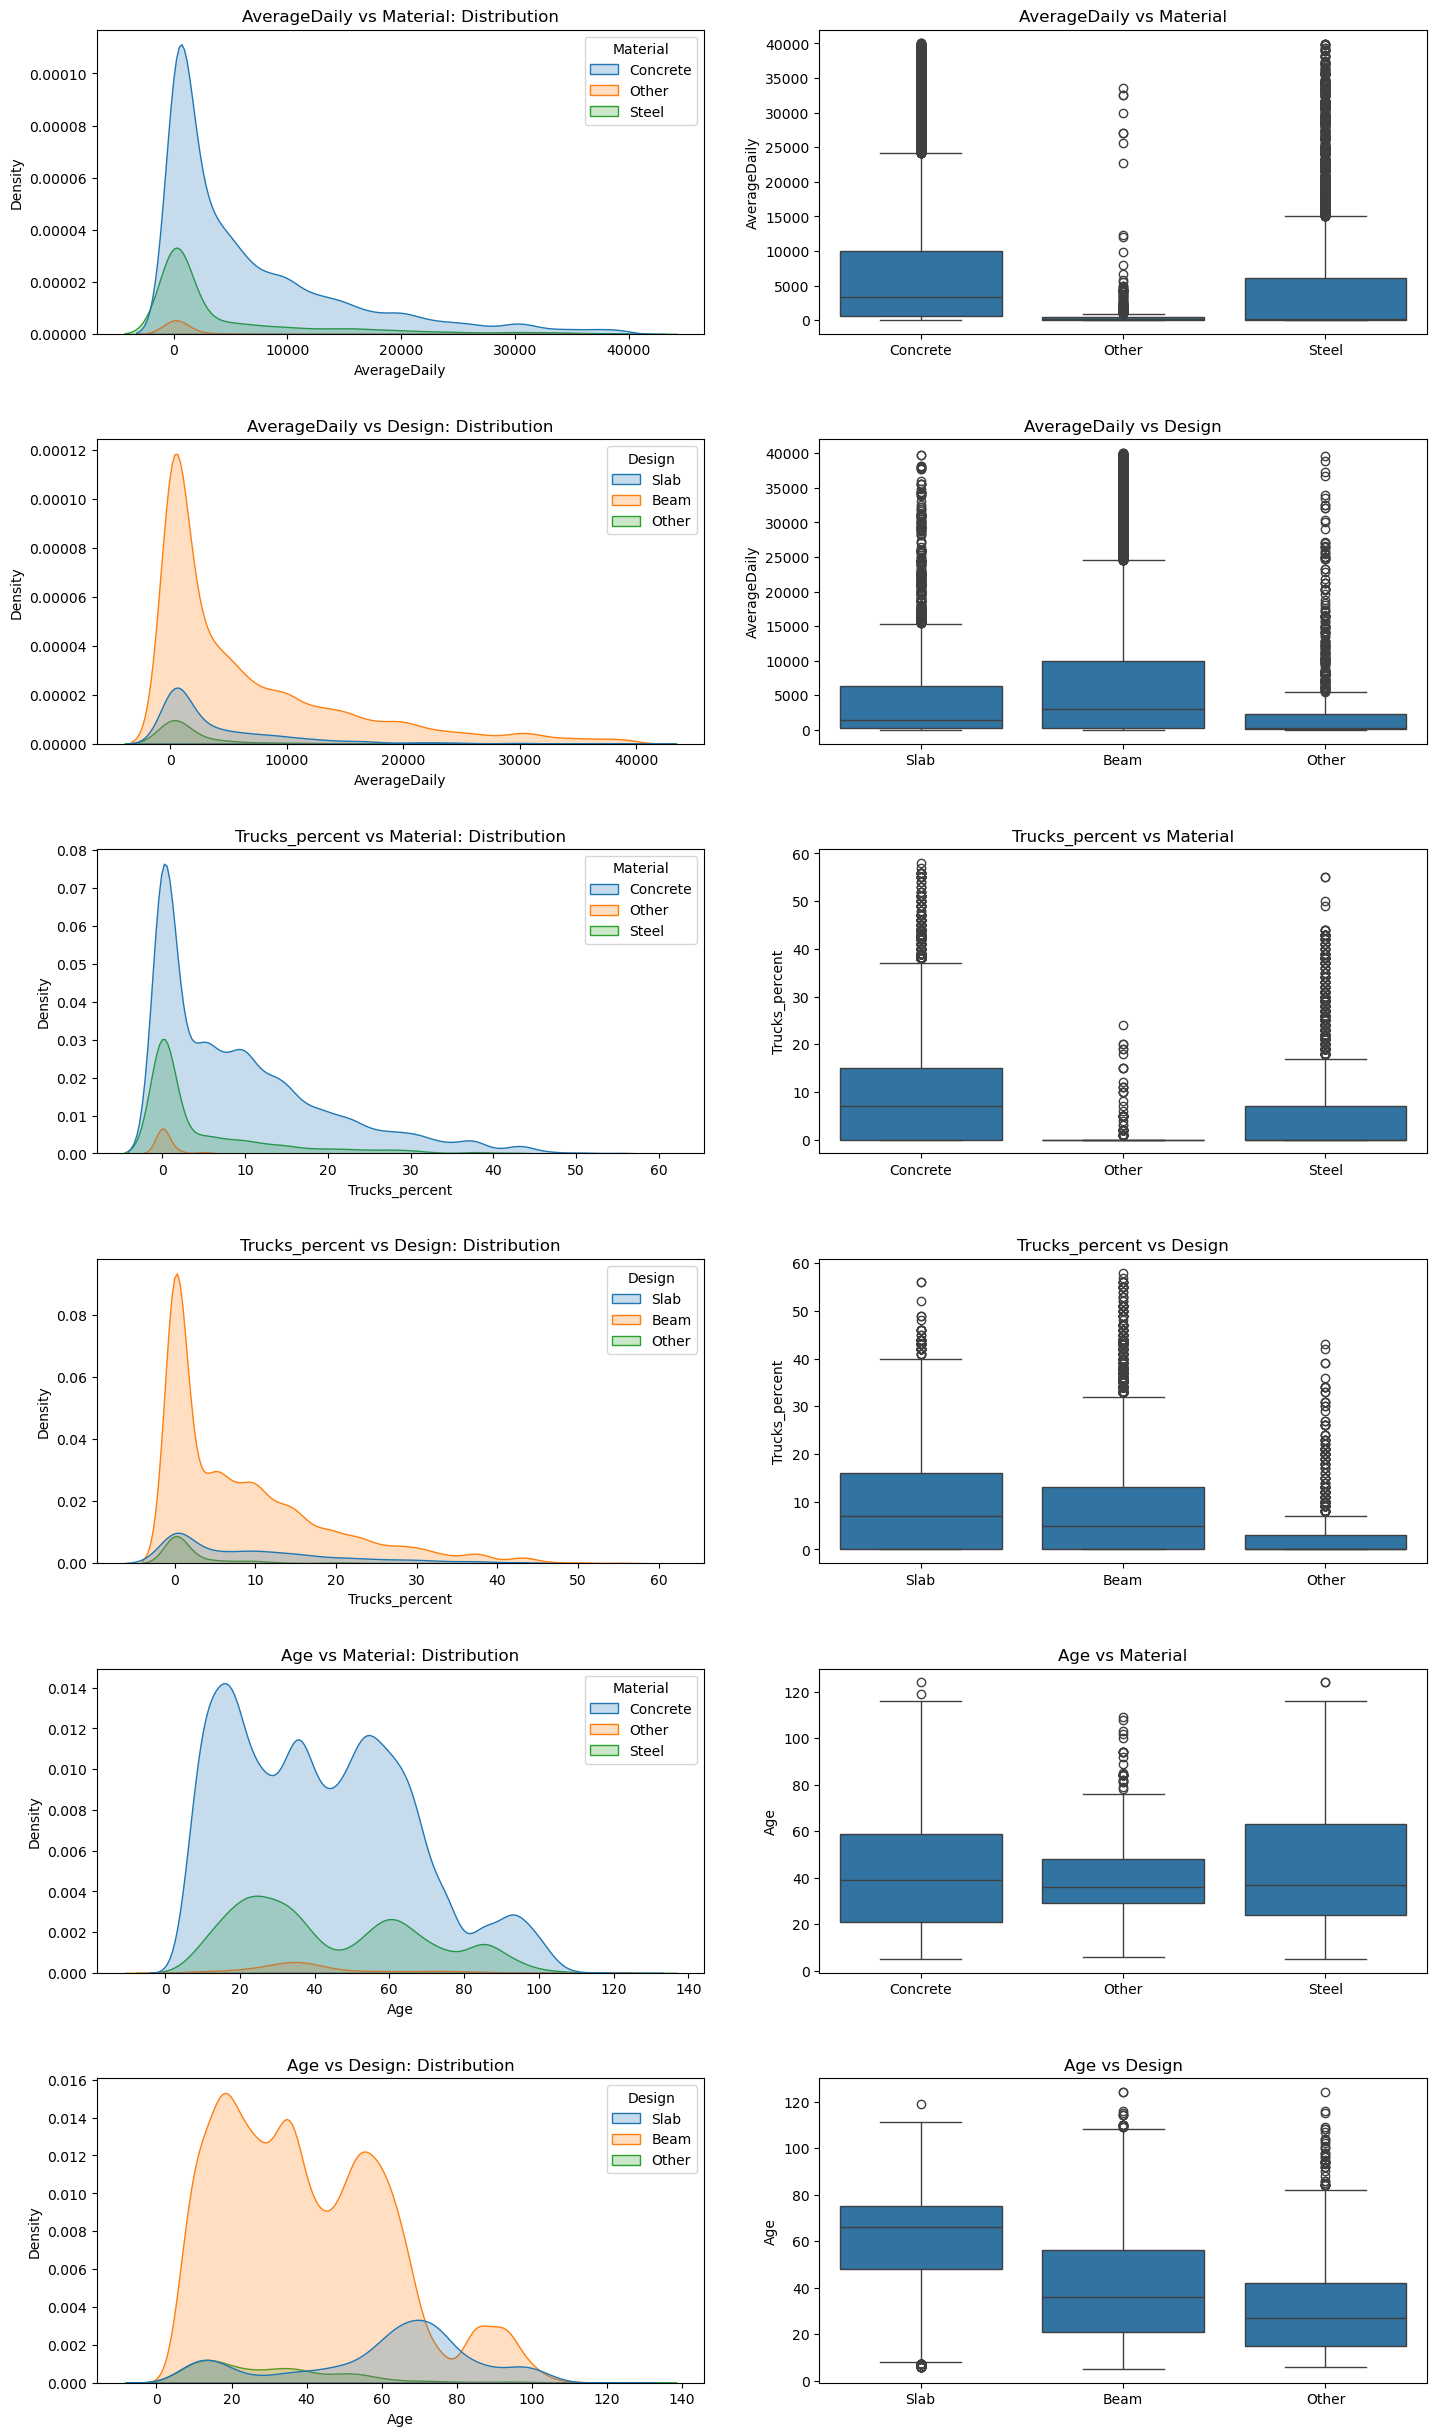 AverageDaily vs Material: Distribution
Density
0.00010
0.00008
0.00006
0.00004
0.00002
0.00000
0 10000 20000 30000 40000
AverageDaily
Material
Concrete
Other
Steel
AverageDaily vs Material
AverageDaily
40000
35000
30000
25000
20000
15000
10000
5000
0
Concrete Other Steel
AverageDaily vs Design: Distribution
Density
0.00012
0.00010
0.00008
0.00006
0.00004
0.00002
0.00000
0 10000 20000 30000 40000
AverageDaily
Design
Slab
Beam
Other
AverageDaily vs Design
AverageDaily
40000
35000
30000
25000
20000
15000
10000
5000
0
Slab Beam Other
Trucks_percent vs Material: Distribution
Density
0.08
0.07
0.06
0.05
0.04
0.03
0.02
0.01
0.00
0 10 20 30 40 50 60
Trucks_percent
Material
Concrete
Other
Steel
Trucks_percent vs Material
Trucks_percent
60
50
40
30
20
10
0
Concrete Other Steel
Trucks_percent vs Design: Distribution
Density
0.08
0.06
0.04
0.02
0.00
0 10 20 30 40 50 60
Trucks_percent
Design
Slab
Beam
Other
Trucks_percent vs Design
Trucks_percent
60
50
40
30
20
10
0
Slab Beam Other
Age vs Material: Distribution
Density
0.014
0.012
0.010
0.008
0.006
0.004
0.002
0.000
0 20 40 60 80 100 120 140
Age
Material
Concrete
Other
Steel
Age vs Material
Age
120
100
80
60
40
20
0
Concrete Other Steel
Age vs Design: Distribution
Density
0.016
0.014
0.012
0.010
0.008
0.006
0.004
0.002
0.000
0 20 40 60 80 100 120 140
Age
Design
Slab
Beam
Other
Age vs Design
Age
120
100
80
60
40
20
0
Slab Beam Other